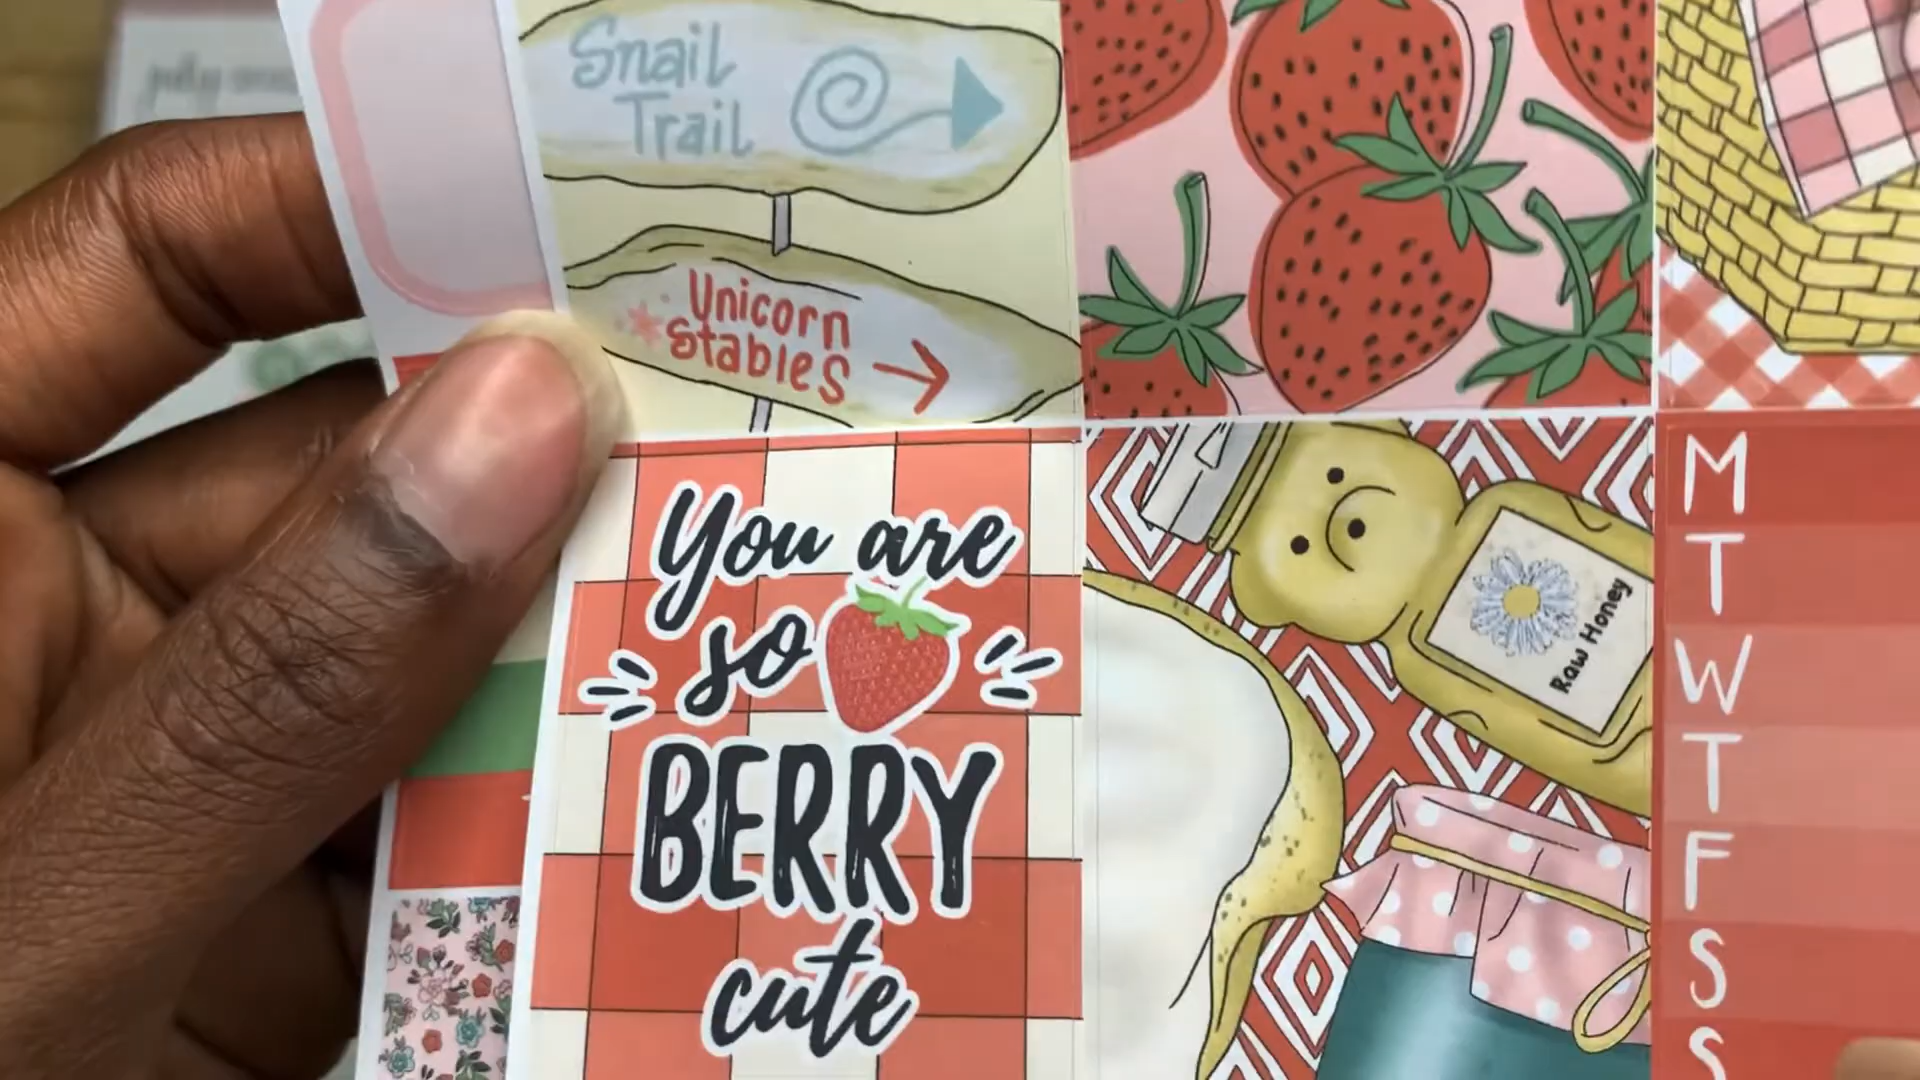 Snail
Trail
Unicorn
Stables
You are
so
BERRY
cute
Raw Honey
M
T
W
T
F
S
S